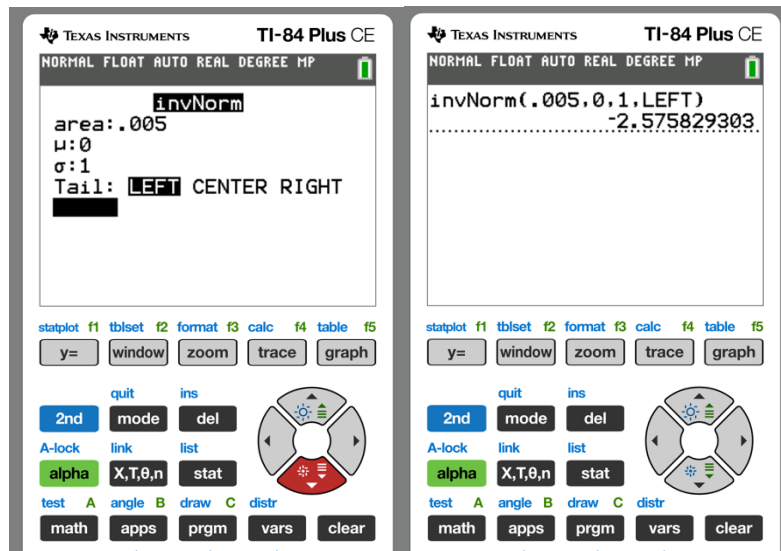 TEXAS INSTRUMENTS TI-84 Plus CE
NORMAL FLOAT AUTO REAL DEGREE MP
invNorm
area:.005
μ:0
σ:1
Tail: LEFT CENTER RIGHT
statplot f1 tblset f2 format f3 calc f4 table f5
y= window zoom trace graph
quit ins
2nd mode del
A-lock link list
alpha X,T,θ,n stat
test A angle B draw C distr
math apps prgm vars clear
TEXAS INSTRUMENTS TI-84 Plus CE
NORMAL FLOAT AUTO REAL DEGREE MP
invNorm(.005,0,1,LEFT)
-2.575829303
statplot f1 tblset f2 format f3 calc f4 table f5
y= window zoom trace graph
quit ins
2nd mode del
A-lock link list
alpha X,T,θ,n stat
test A angle B draw C distr
math apps prgm vars clear